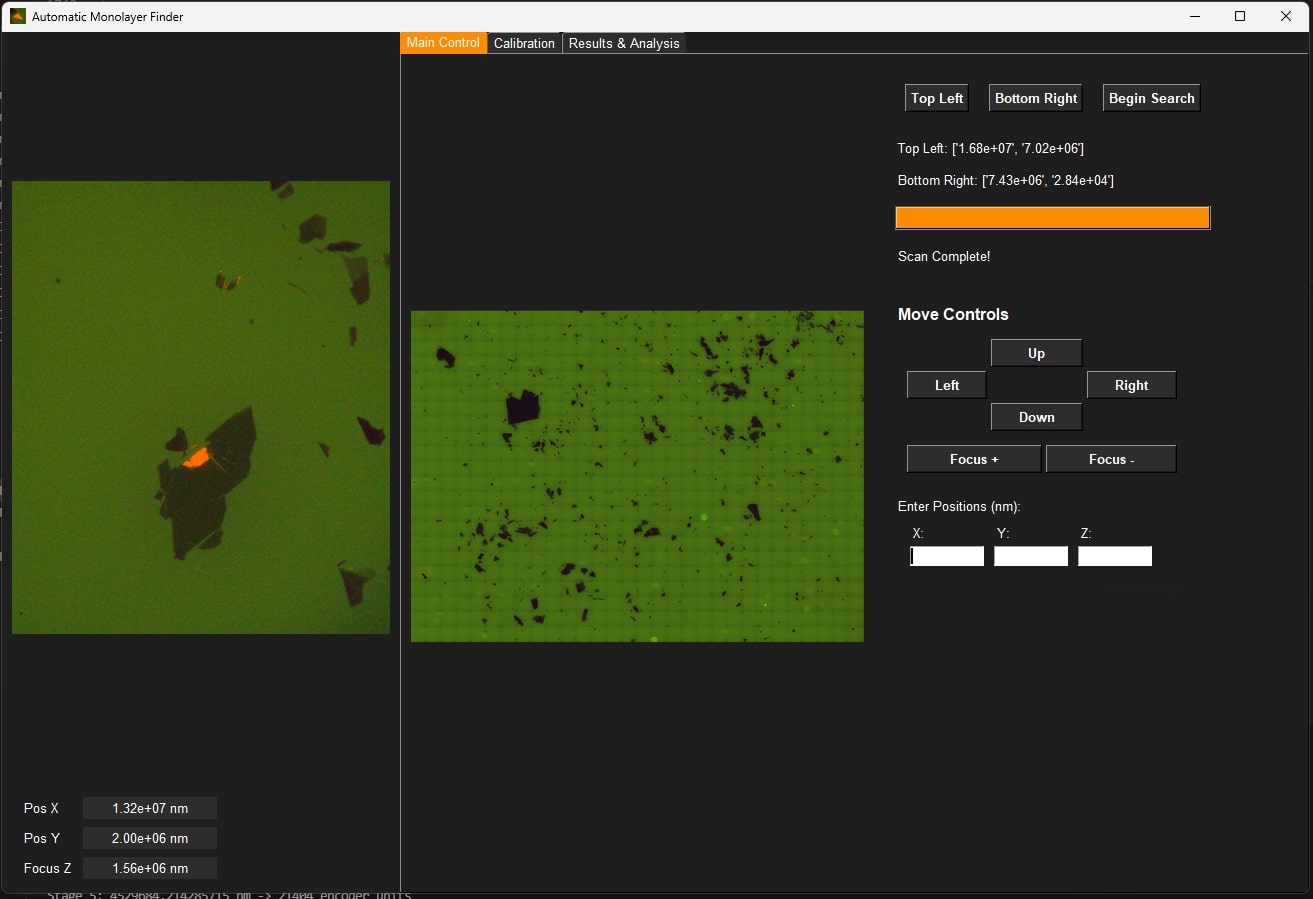 Automatic Monolayer Finder
Main Control Calibration Results & Analysis
Top Left Bottom Right Begin Search
Top Left: ['1.68e+07', '7.02e+06']
Bottom Right: ['7.43e+06', '2.84e+04']
Scan Complete!
Move Controls
Up
Left Right
Down
Focus + Focus -
Enter Positions (nm):
X: Y: Z:
Pos X 1.32e+07 nm
Pos Y 2.00e+06 nm
Focus Z 1.56e+06 nm
Stage 5: 4529684.214285715 nm -> 21404 encoder units